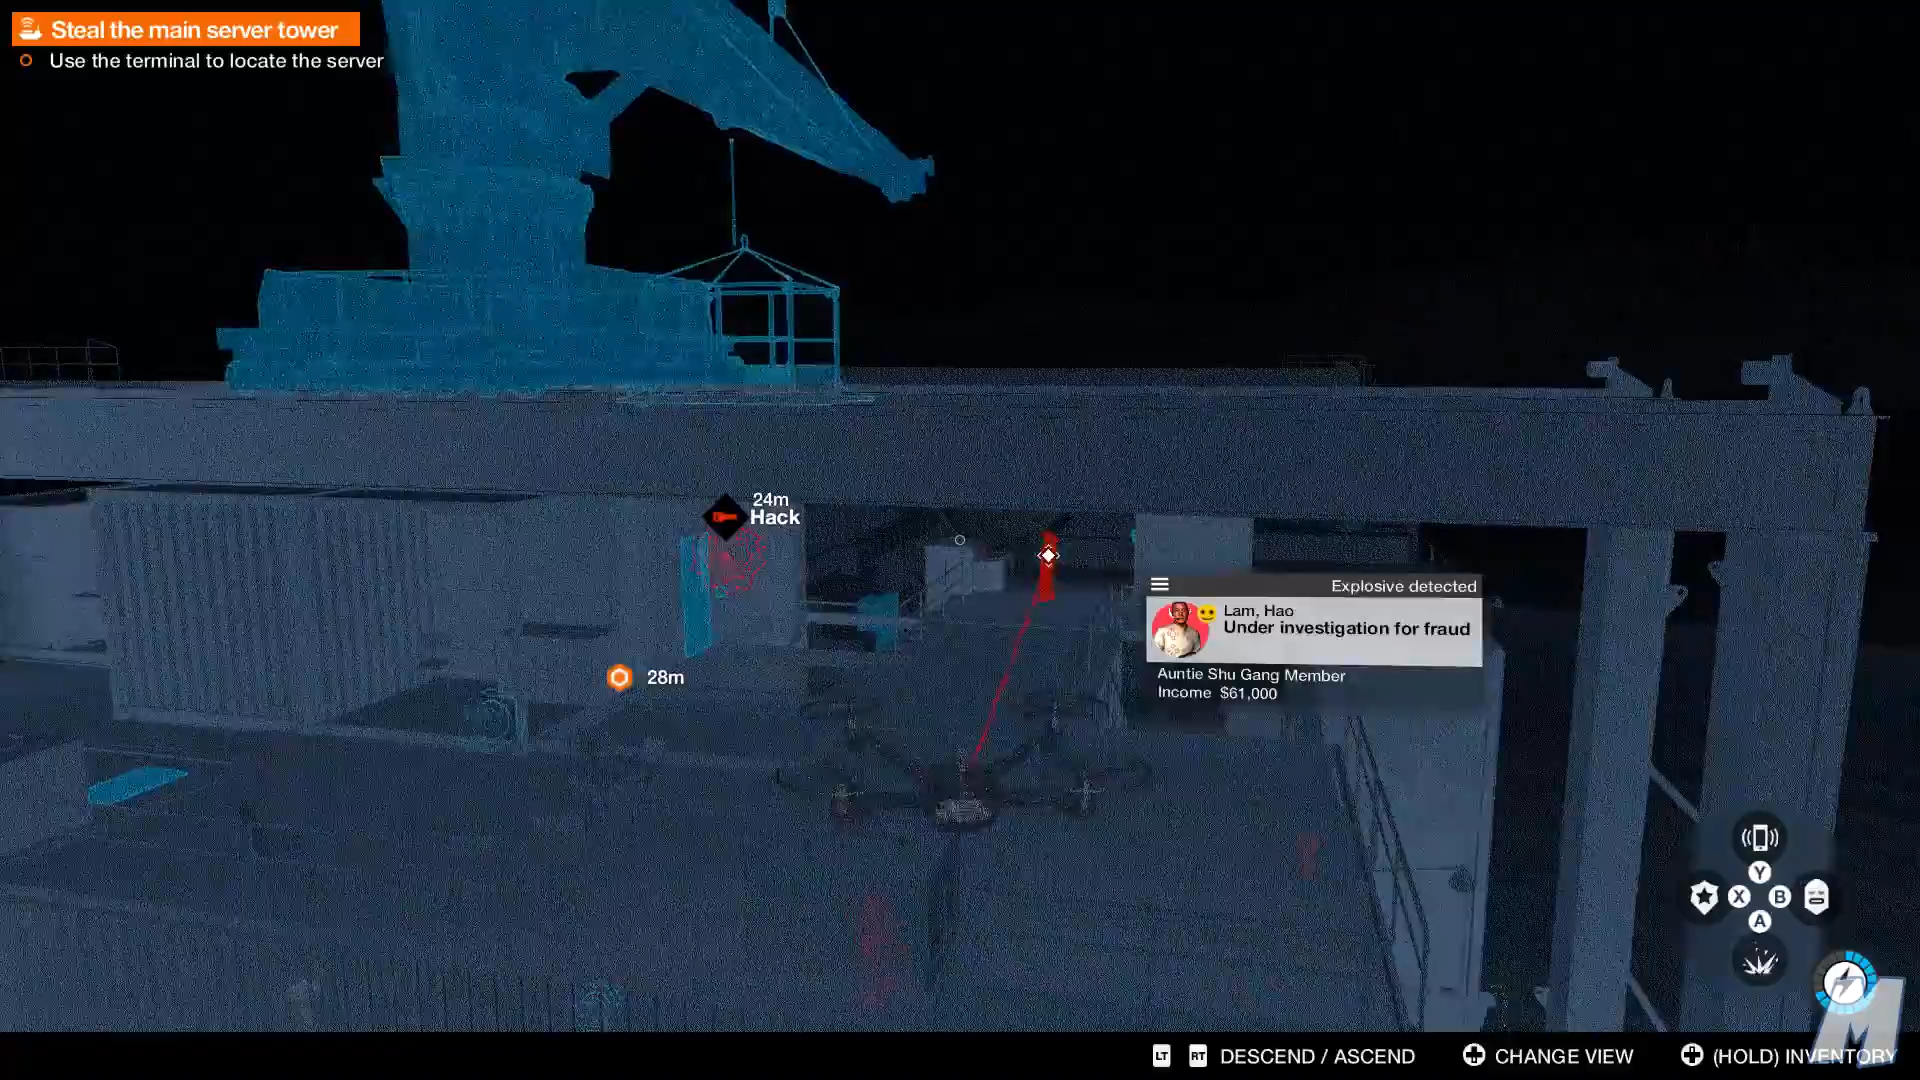 Steal the main server tower
Use the terminal to locate the server
24m
Hack
28m
Explosive detected
Lam, Hao
Under investigation for fraud
Auntie Shu Gang Member
Income $61,000
Y
X B
A
LT RT DESCEND / ASCEND CHANGE VIEW (HOLD) INVENTORY
M